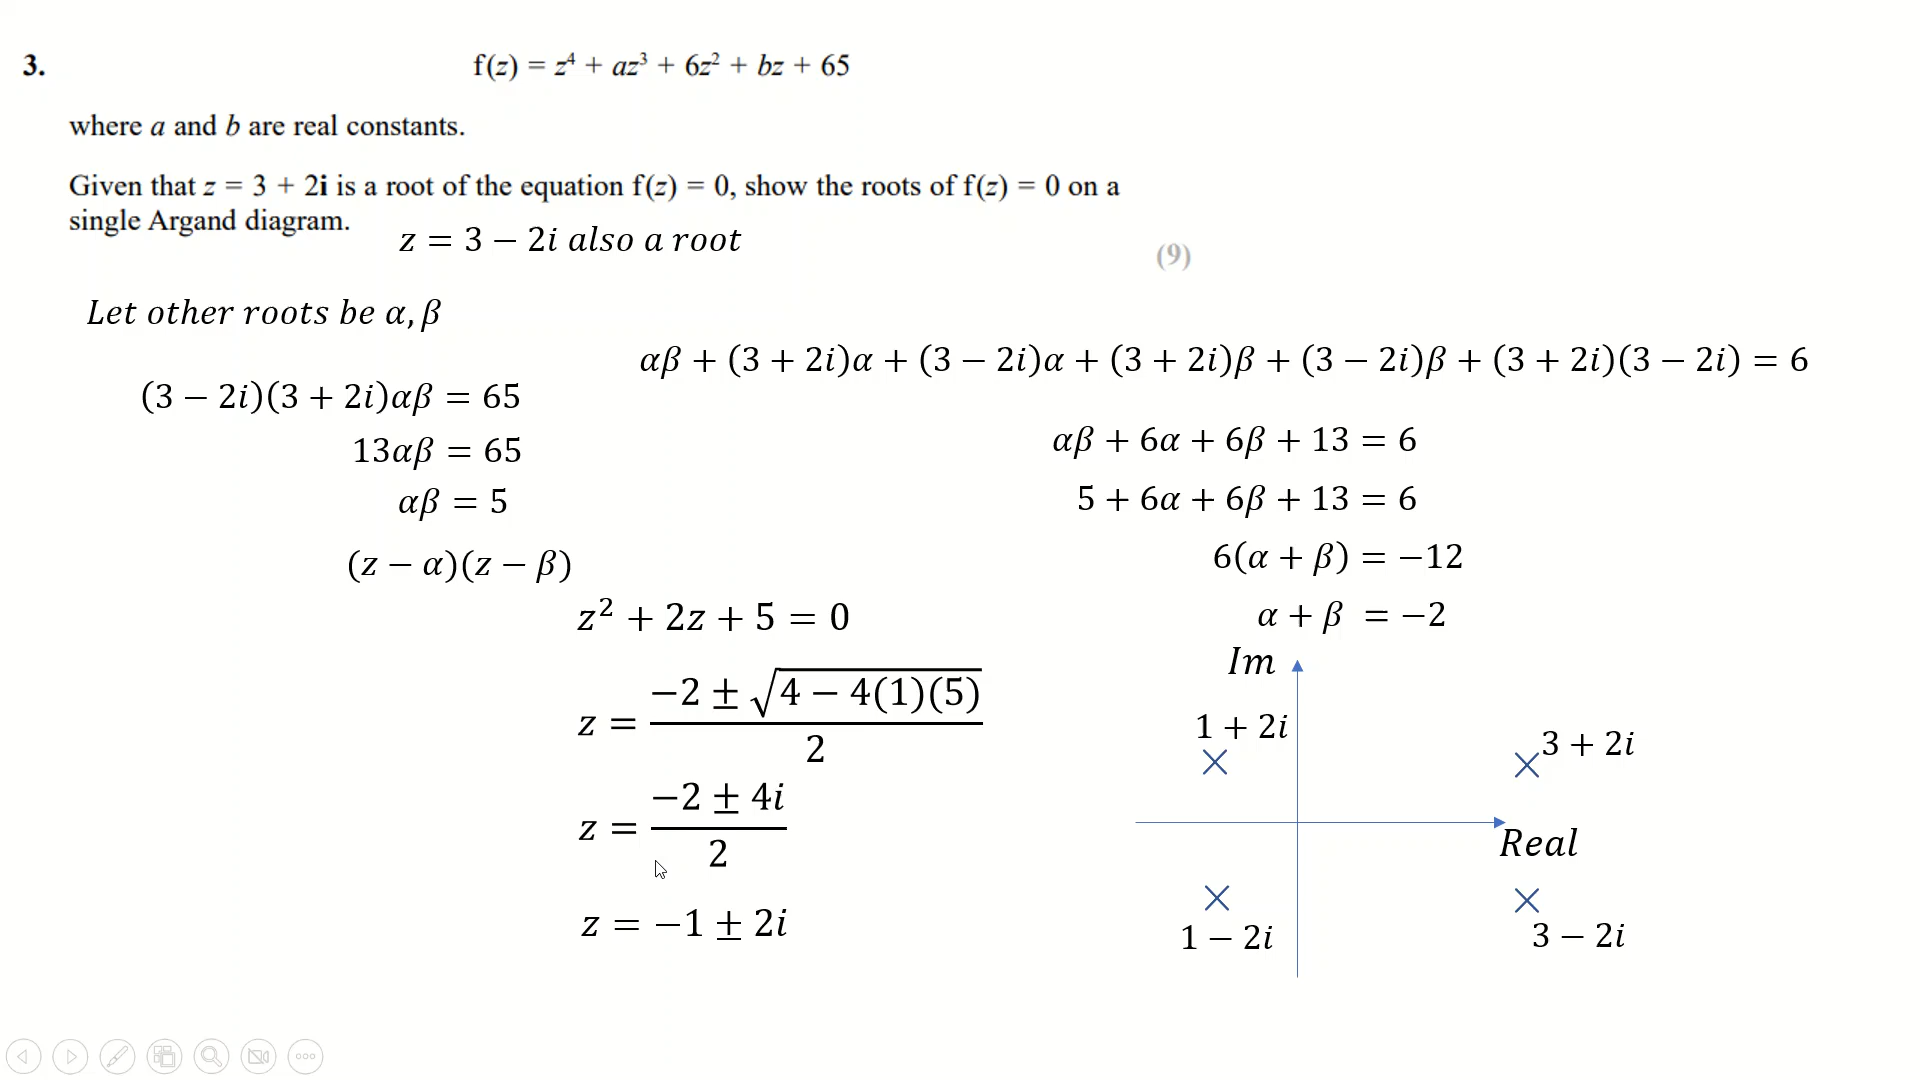 3.
f(z) = z⁴ + az³ + 6z² + bz + 65
where a and b are real constants.
Given that z = 3 + 2i is a root of the equation f(z) = 0, show the roots of f(z) = 0 on a
single Argand diagram.
z = 3 − 2i also a root
(9)
Let other roots be α, β
(3 − 2i)(3 + 2i)αβ = 65
13αβ = 65
αβ = 5
(z − α)(z − β)
αβ + (3 + 2i)α + (3 − 2i)α + (3 + 2i)β + (3 − 2i)β + (3 + 2i)(3 − 2i) = 6
αβ + 6α + 6β + 13 = 6
5 + 6α + 6β + 13 = 6
6(α + β) = −12
α + β = −2
z² + 2z + 5 = 0
z = (−2 ± √(4 − 4(1)(5)))/2
z = (−2 ± 4i)/2
z = −1 ± 2i
Im
1 + 2i
3 + 2i
Real
1 − 2i
3 − 2i